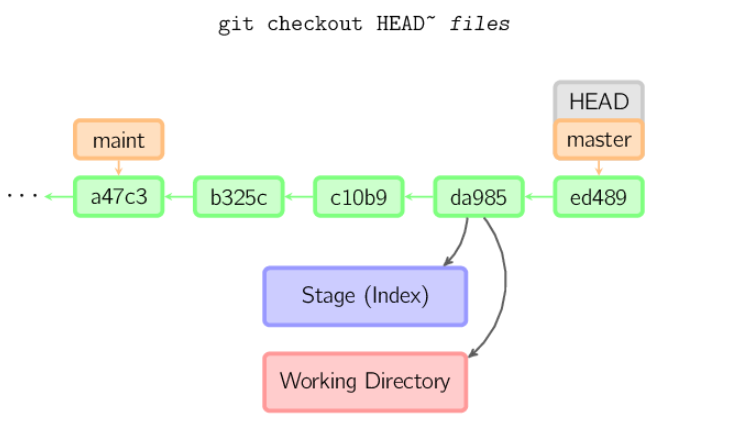 git checkout HEAD~ files
HEAD
maint
master
··· a47c3 b325c c10b9 da985 ed489
Stage (Index)
Working Directory